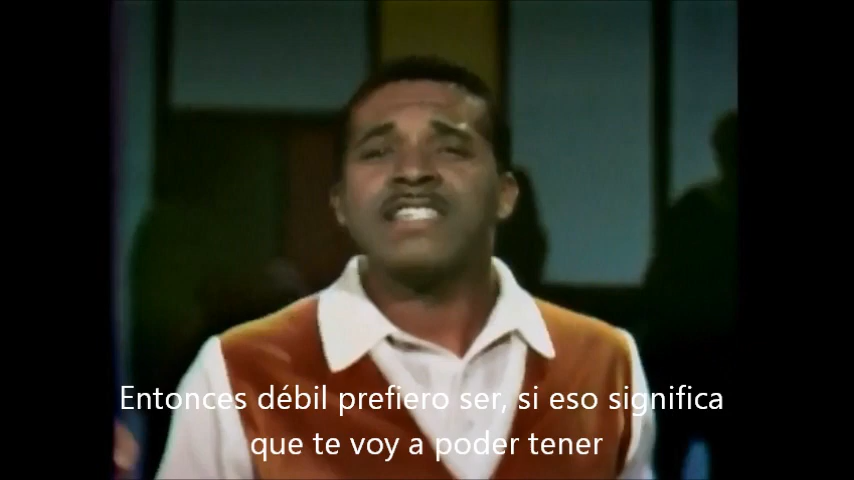 Entonces débil prefiero ser, si eso significa
que te voy a poder tener